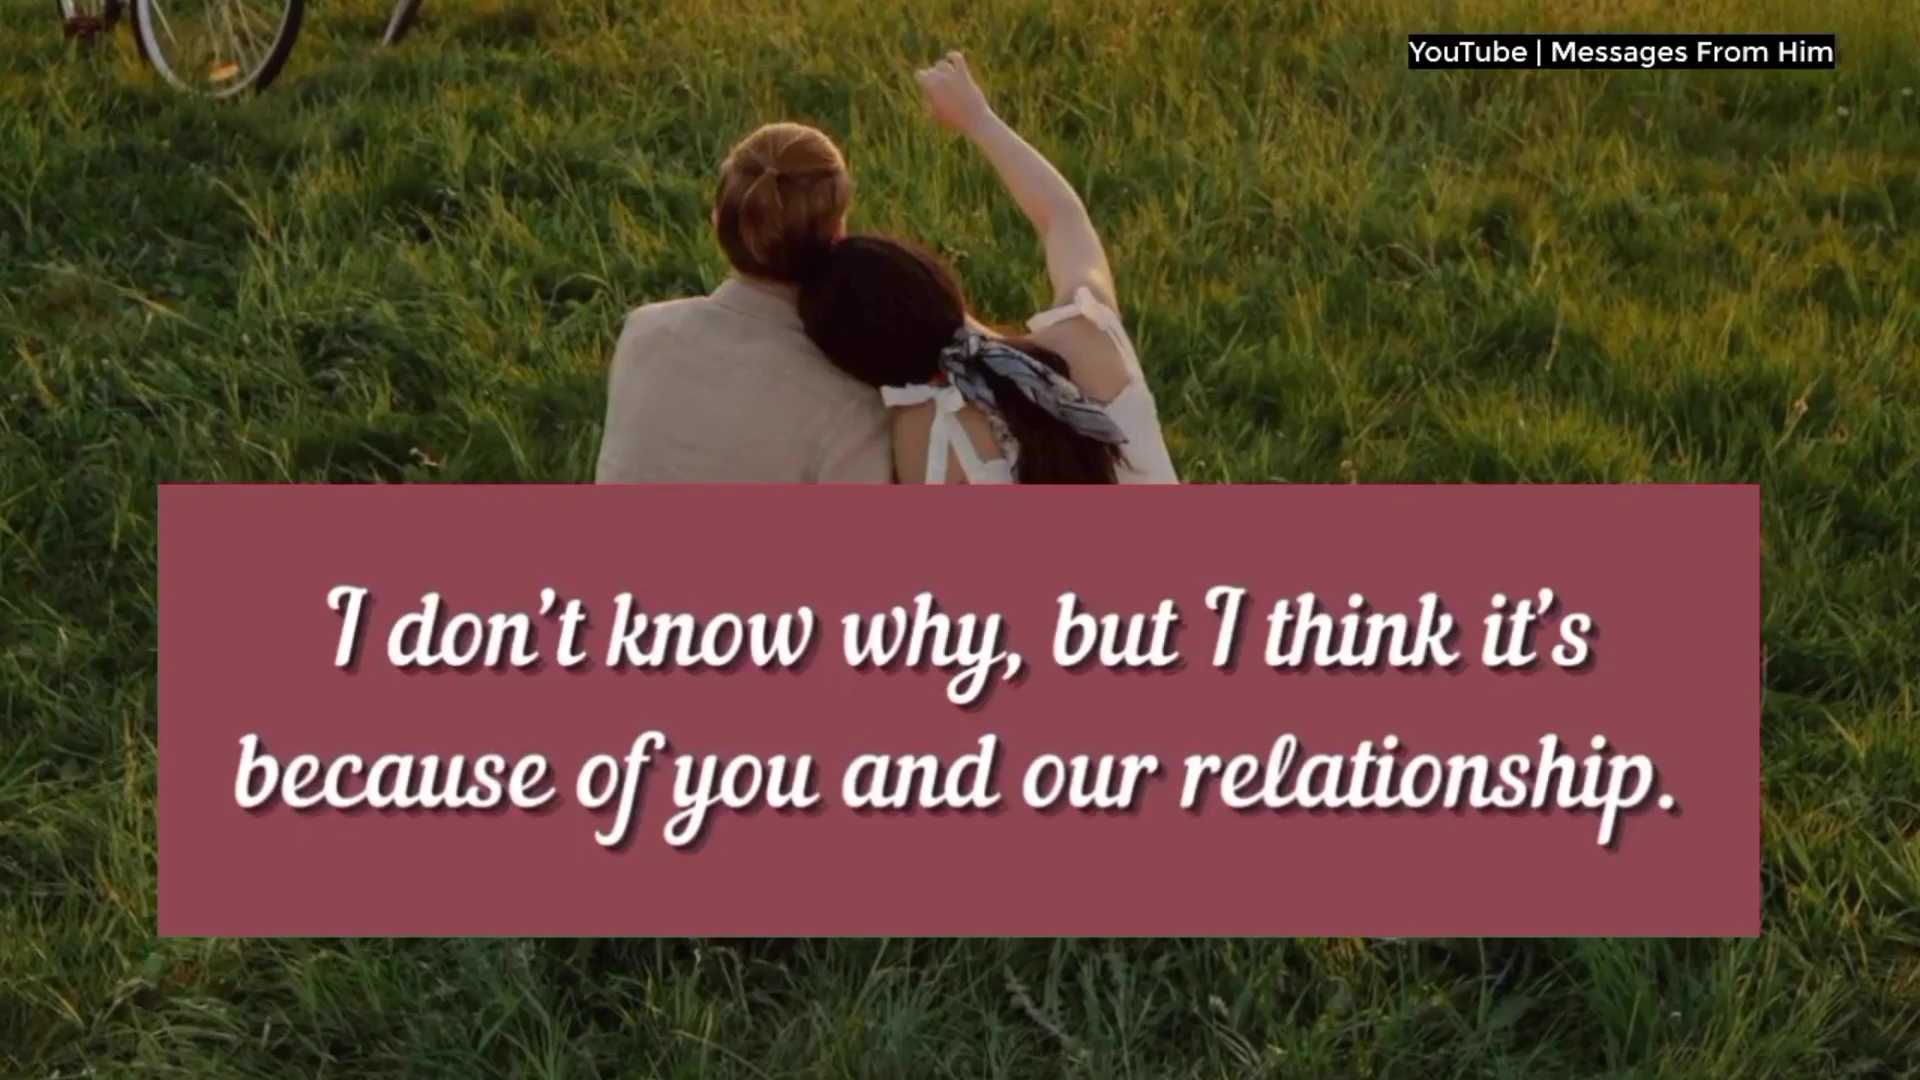 YouTube | Messages From Him
I don't know why, but I think it's
because of you and our relationship.